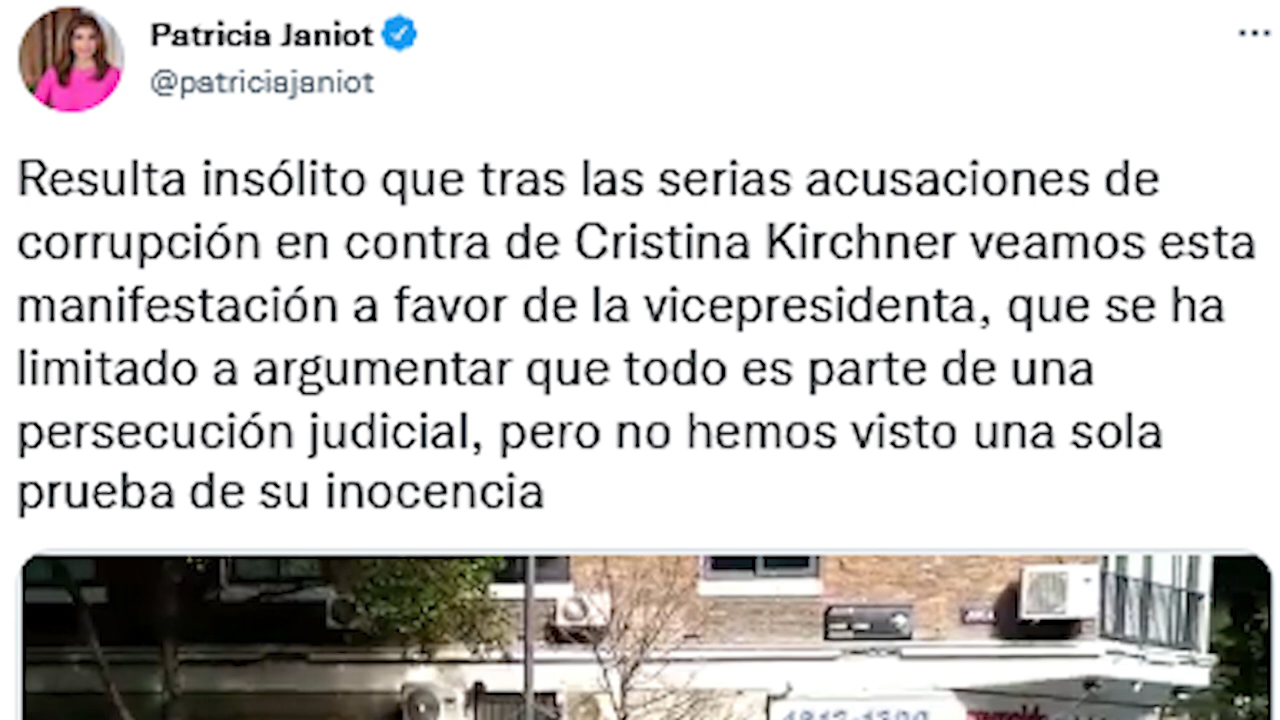 Patricia Janiot
@patriciajaniot
Resulta insólito que tras las serias acusaciones de
corrupción en contra de Cristina Kirchner veamos esta
manifestación a favor de la vicepresidenta, que se ha
limitado a argumentar que todo es parte de una
persecución judicial, pero no hemos visto una sola
prueba de su inocencia